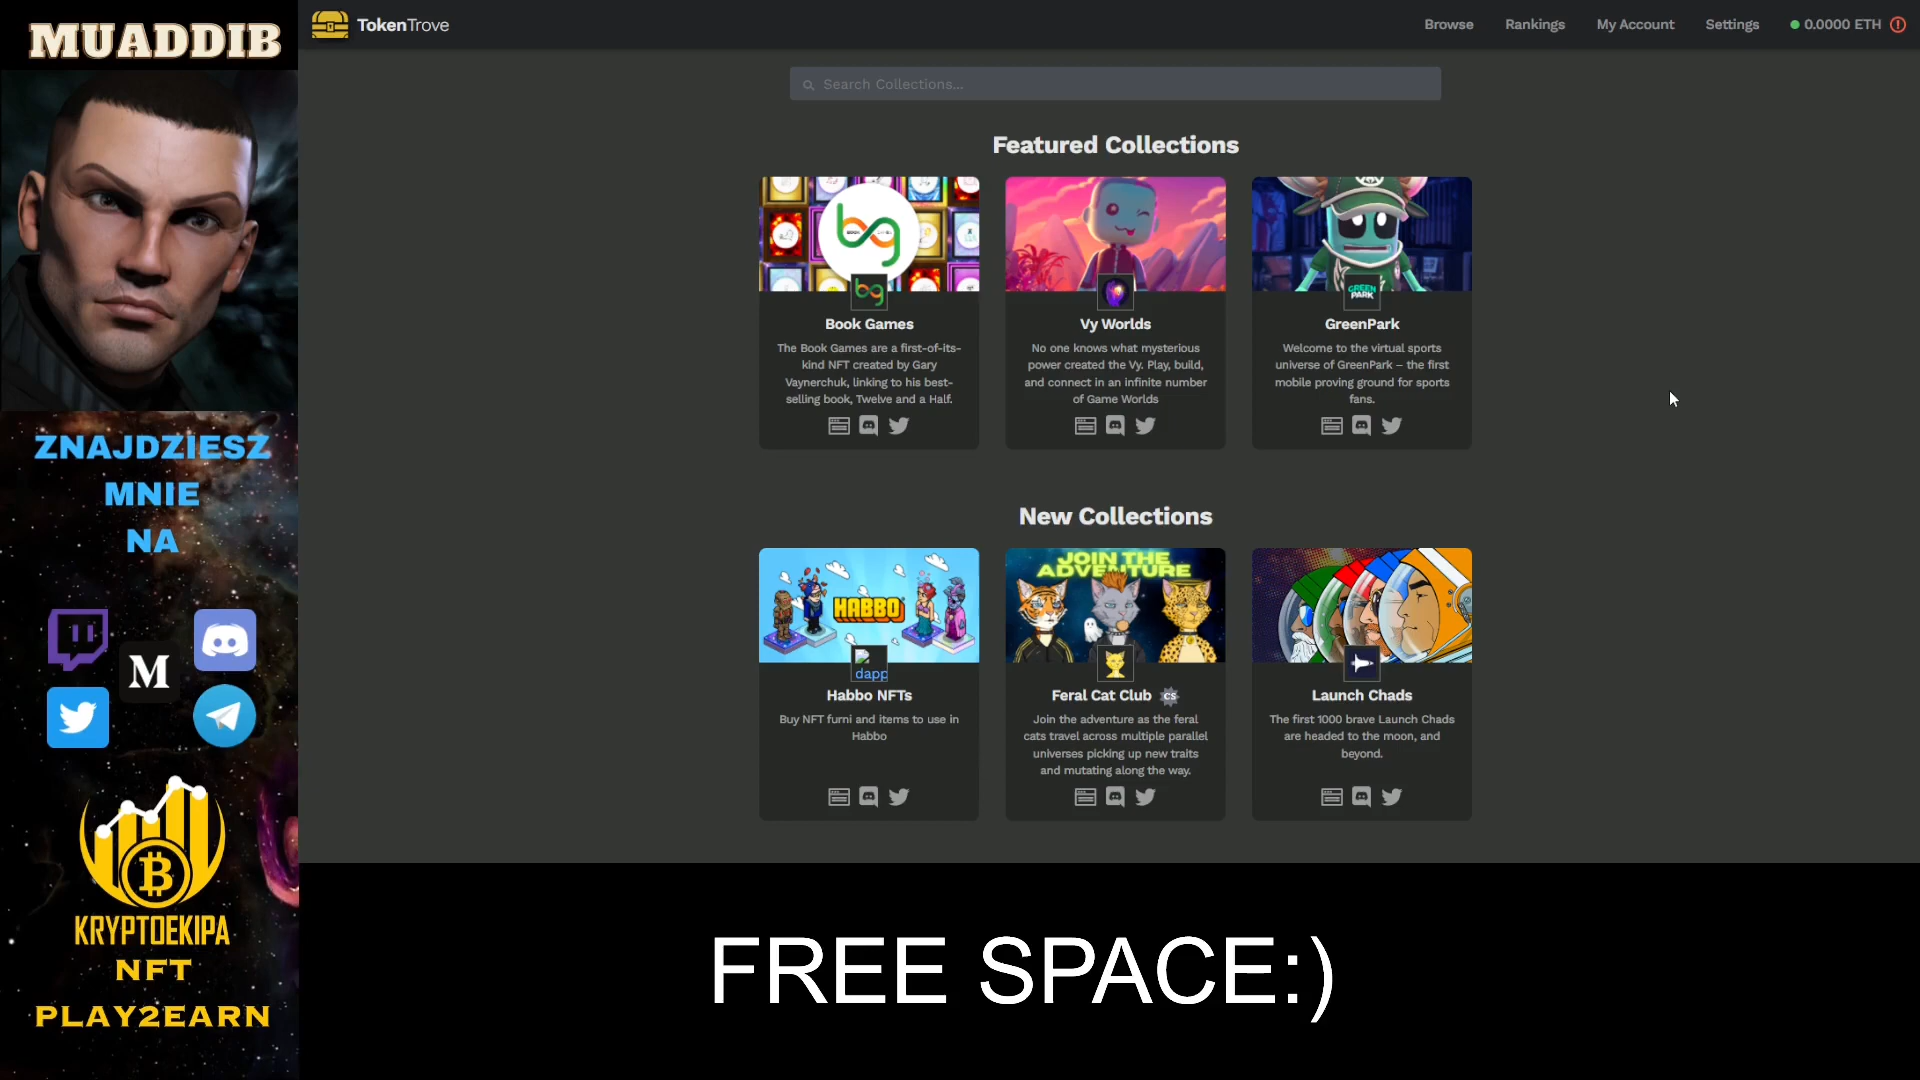 MUADDIB
ZNAJDZIESZ
MNIE
NA
M
KRYPTOEKIPA
NFT
PLAY2EARN
TokenTrove
Browse
Rankings
My Account
Settings
0.0000 ETH
Search Collections...
Featured Collections
bg
BOOK GAMES
bg
Book Games
The Book Games are a first-of-its-
kind NFT created by Gary
Vaynerchuk, linking to his best-
selling book, Twelve and a Half.
Vy Worlds
No one knows what mysterious
power created the Vy. Play, build,
and connect in an infinite number
of Game Worlds
GREEN
PARK
GreenPark
Welcome to the virtual sports
universe of GreenPark – the first
mobile proving ground for sports
fans.
New Collections
HABBO
dapp
Habbo NFTs
Buy NFT furni and items to use in
Habbo
JOIN THE
ADVENTURE
Feral Cat Club CS
Join the adventure as the feral
cats travel across multiple parallel
universes picking up new traits
and mutating along the way.
Launch Chads
The first 1000 brave Launch Chads
are headed to the moon, and
beyond.
FREE SPACE:)